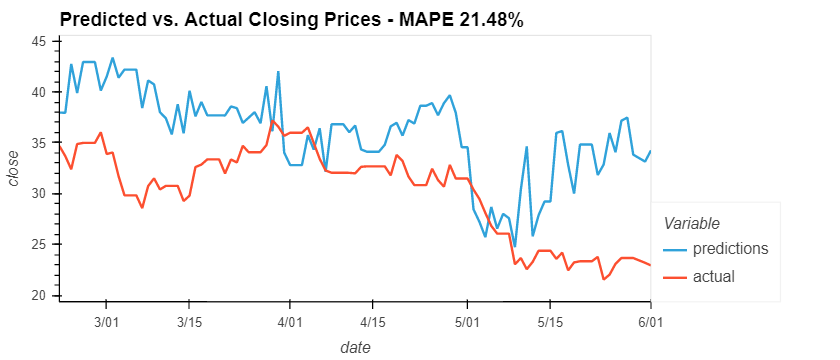 Predicted vs. Actual Closing Prices - MAPE 21.48%
45
40
35
30
25
20
close
3/01 3/15 4/01 4/15 5/01 5/15 6/01
date
Variable
predictions
actual